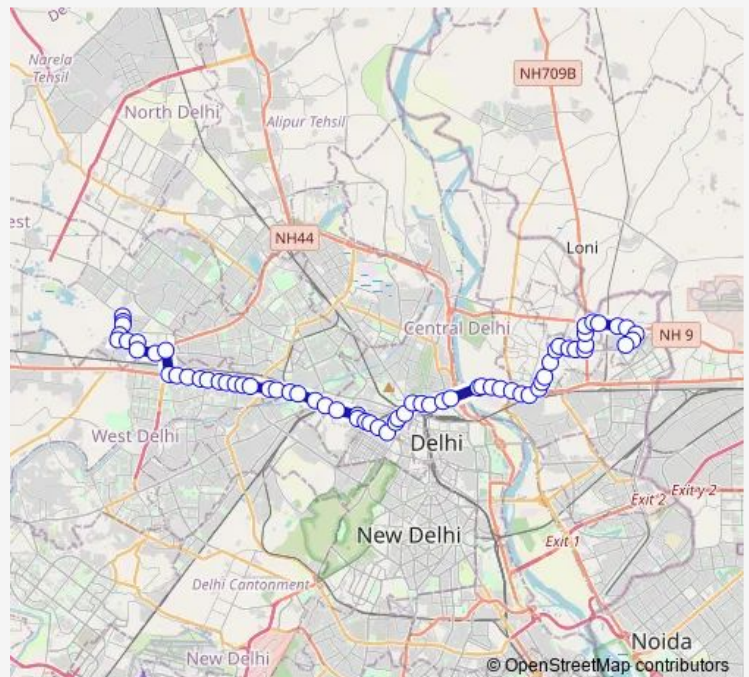 De
Narela
Tehsil
NH709B
North Delhi
Alipur Tehsil
est
NH44
Loni
Central Delhi
NH 9
West Delhi
Delhi
Exit 2
Exit y 2
New Delhi
Exit 1
Delhi Cantonment
Noida
New Delhi
© OpenStreetMap contributors